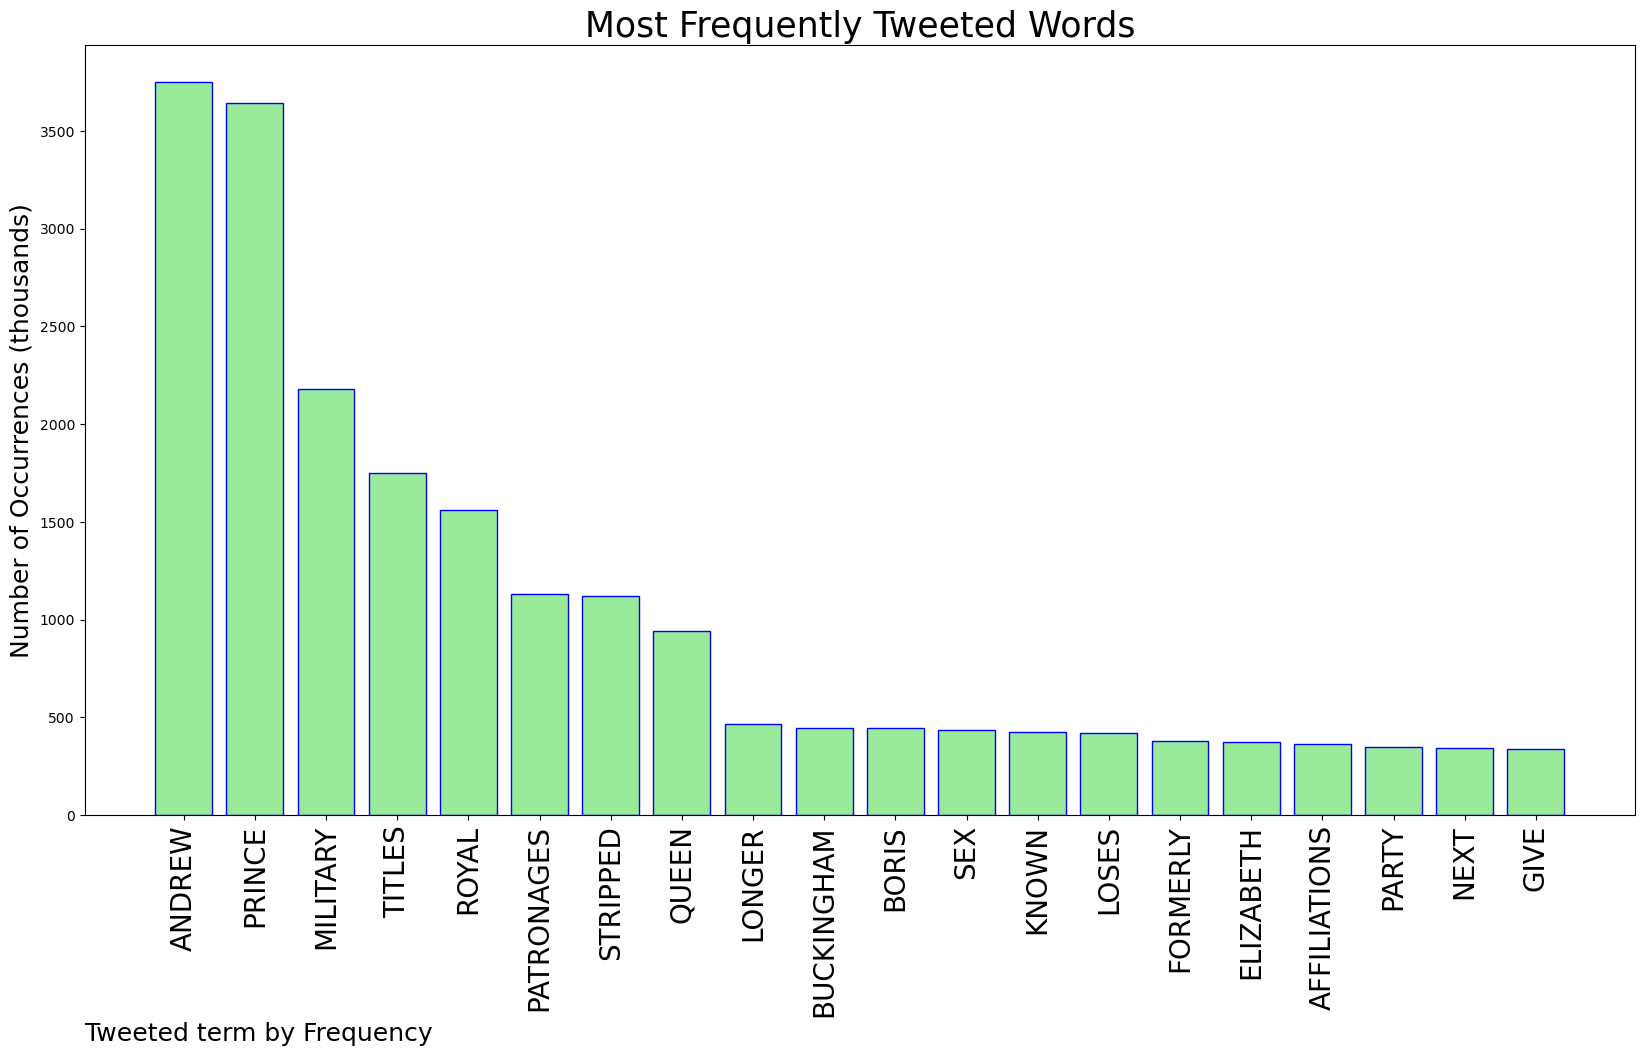 Most Frequently Tweeted Words
Number of Occurrences (thousands)
3500
3000
2500
2000
1500
1000
500
0
ANDREW
PRINCE
MILITARY
TITLES
ROYAL
PATRONAGES
STRIPPED
QUEEN
LONGER
BUCKINGHAM
BORIS
SEX
KNOWN
LOSES
FORMERLY
ELIZABETH
AFFILIATIONS
PARTY
NEXT
GIVE
Tweeted term by Frequency